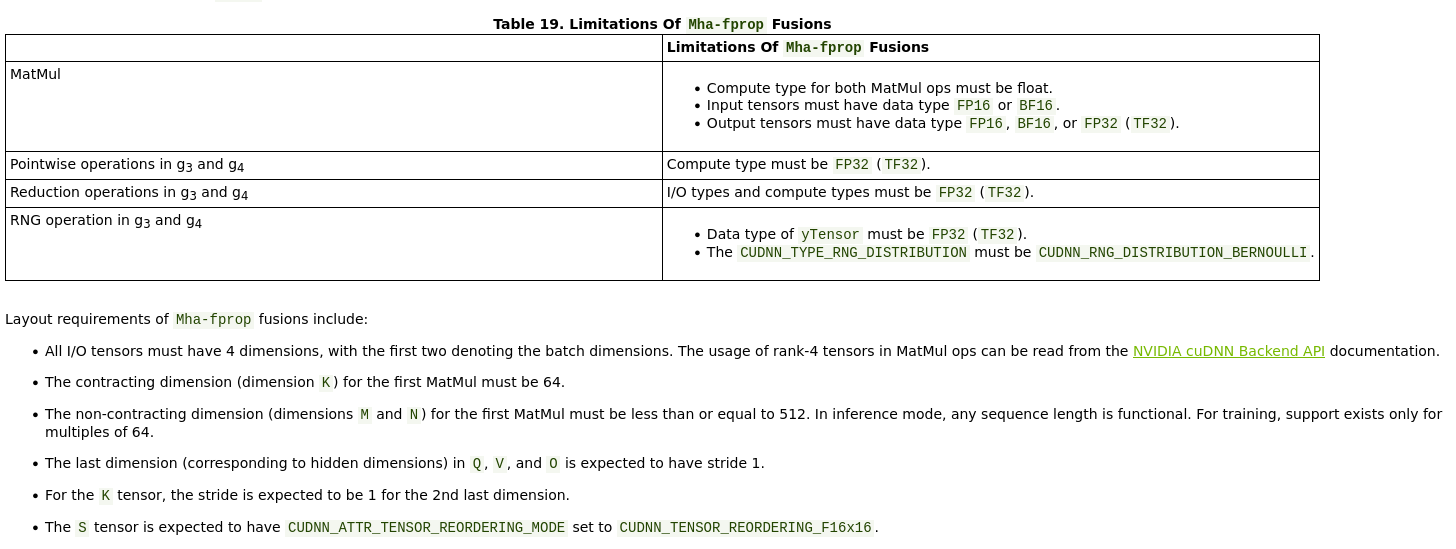 Table 19. Limitations Of Mha-fprop Fusions
Limitations Of Mha-fprop Fusions
MatMul
• Compute type for both MatMul ops must be float.
• Input tensors must have data type FP16 or BF16.
• Output tensors must have data type FP16, BF16, or FP32 (TF32).
Pointwise operations in g3 and g4
Compute type must be FP32 (TF32).
Reduction operations in g3 and g4
I/O types and compute types must be FP32 (TF32).
RNG operation in g3 and g4
• Data type of yTensor must be FP32 (TF32).
• The CUDNN_TYPE_RNG_DISTRIBUTION must be CUDNN_RNG_DISTRIBUTION_BERNOULLI.
Layout requirements of Mha-fprop fusions include:
• All I/O tensors must have 4 dimensions, with the first two denoting the batch dimensions. The usage of rank-4 tensors in MatMul ops can be read from the NVIDIA cuDNN Backend API documentation.
• The contracting dimension (dimension K) for the first MatMul must be 64.
• The non-contracting dimension (dimensions M and N) for the first MatMul must be less than or equal to 512. In inference mode, any sequence length is functional. For training, support exists only for
multiples of 64.
• The last dimension (corresponding to hidden dimensions) in Q, V, and O is expected to have stride 1.
• For the K tensor, the stride is expected to be 1 for the 2nd last dimension.
• The S tensor is expected to have CUDNN_ATTR_TENSOR_REORDERING_MODE set to CUDNN_TENSOR_REORDERING_F16x16.